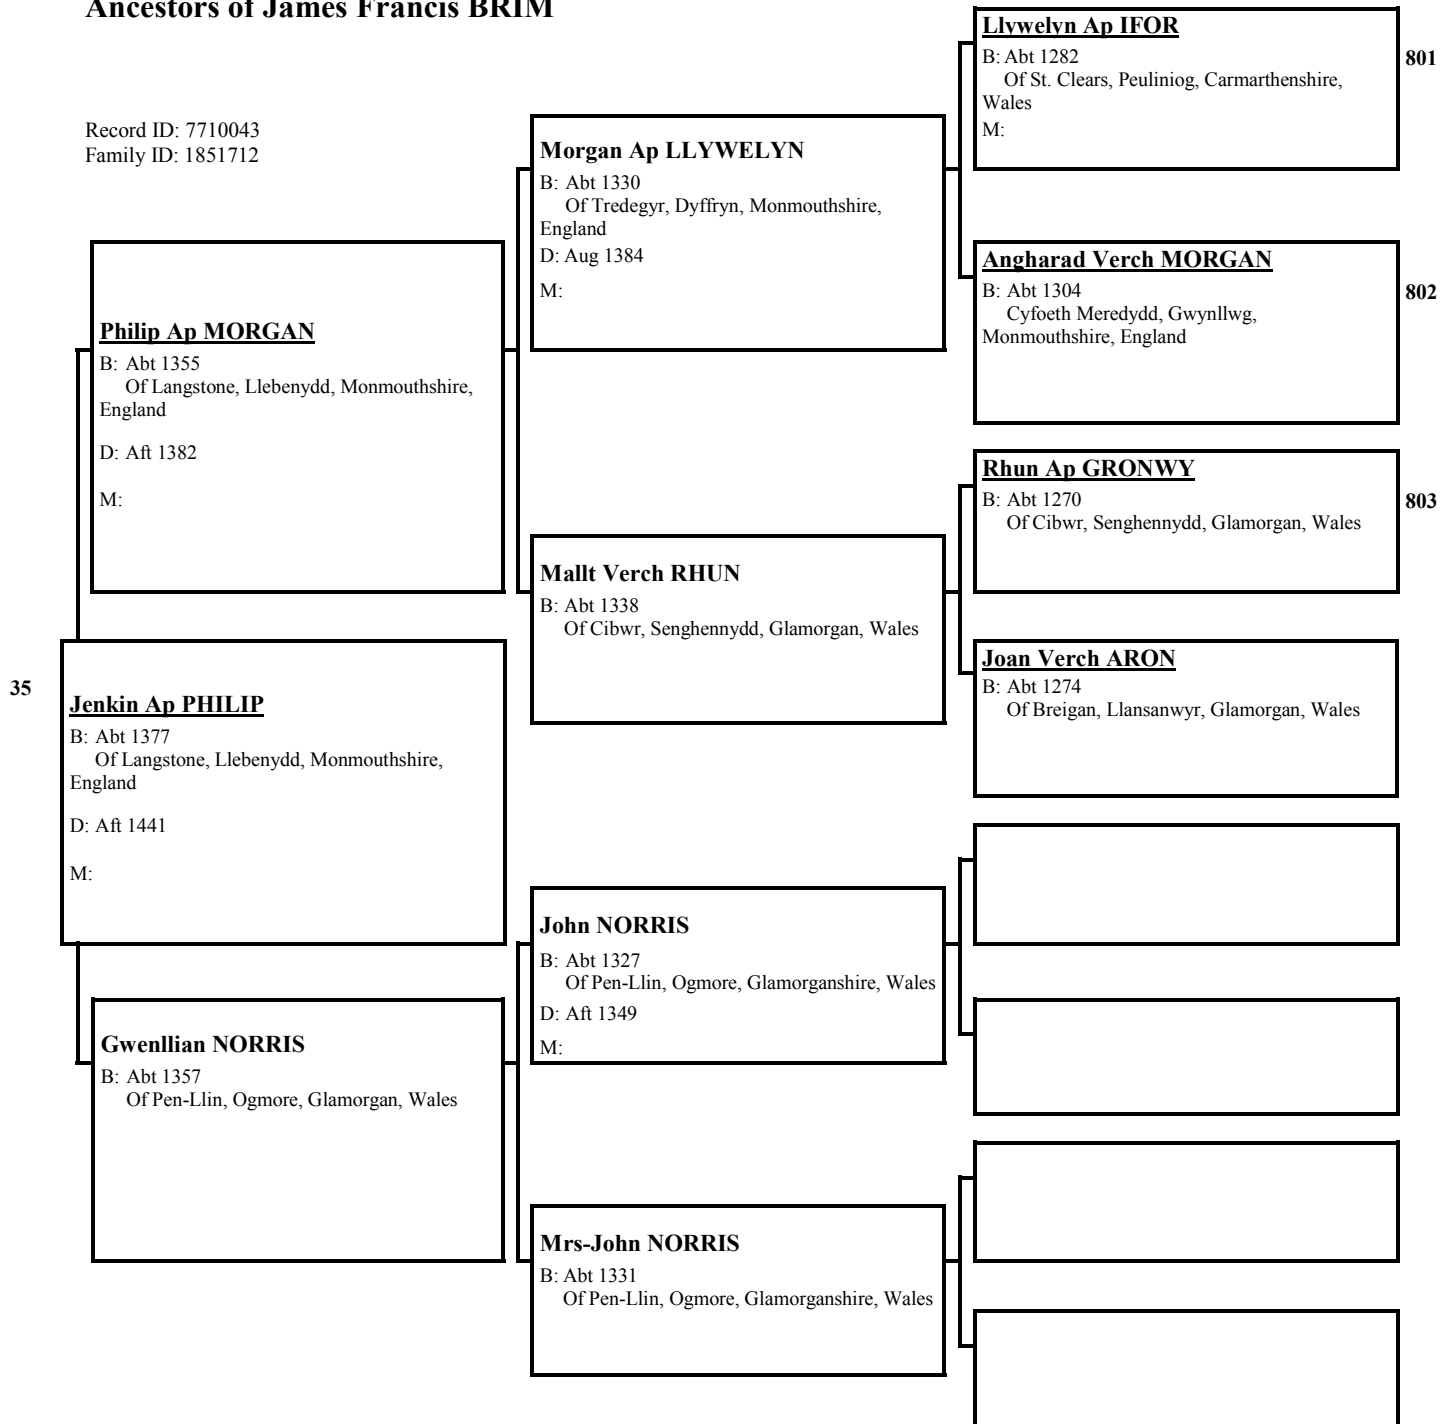 Ancestors of James Francis BRIM
Record ID: 7710043
Family ID: 1851712
Llywelyn Ap IFOR
B: Abt 1282
Of St. Clears, Peuliniog, Carmarthenshire,
Wales
M:
801
Morgan Ap LLYWELYN
B: Abt 1330
Of Tredegyr, Dyffryn, Monmouthshire,
England
D: Aug 1384
M:
Angharad Verch MORGAN
B: Abt 1304
Cyfoeth Meredydd, Gwynllwg,
Monmouthshire, England
802
Philip Ap MORGAN
B: Abt 1355
Of Langstone, Llebenydd, Monmouthshire,
England
D: Aft 1382
M:
Rhun Ap GRONWY
B: Abt 1270
Of Cibwr, Senghennydd, Glamorgan, Wales
803
Mallt Verch RHUN
B: Abt 1338
Of Cibwr, Senghennydd, Glamorgan, Wales
Joan Verch ARON
B: Abt 1274
Of Breigan, Llansanwyr, Glamorgan, Wales
35
Jenkin Ap PHILIP
B: Abt 1377
Of Langstone, Llebenydd, Monmouthshire,
England
D: Aft 1441
M:
John NORRIS
B: Abt 1327
Of Pen-Llin, Ogmore, Glamorganshire, Wales
D: Aft 1349
M:
Gwenllian NORRIS
B: Abt 1357
Of Pen-Llin, Ogmore, Glamorgan, Wales
Mrs-John NORRIS
B: Abt 1331
Of Pen-Llin, Ogmore, Glamorganshire, Wales